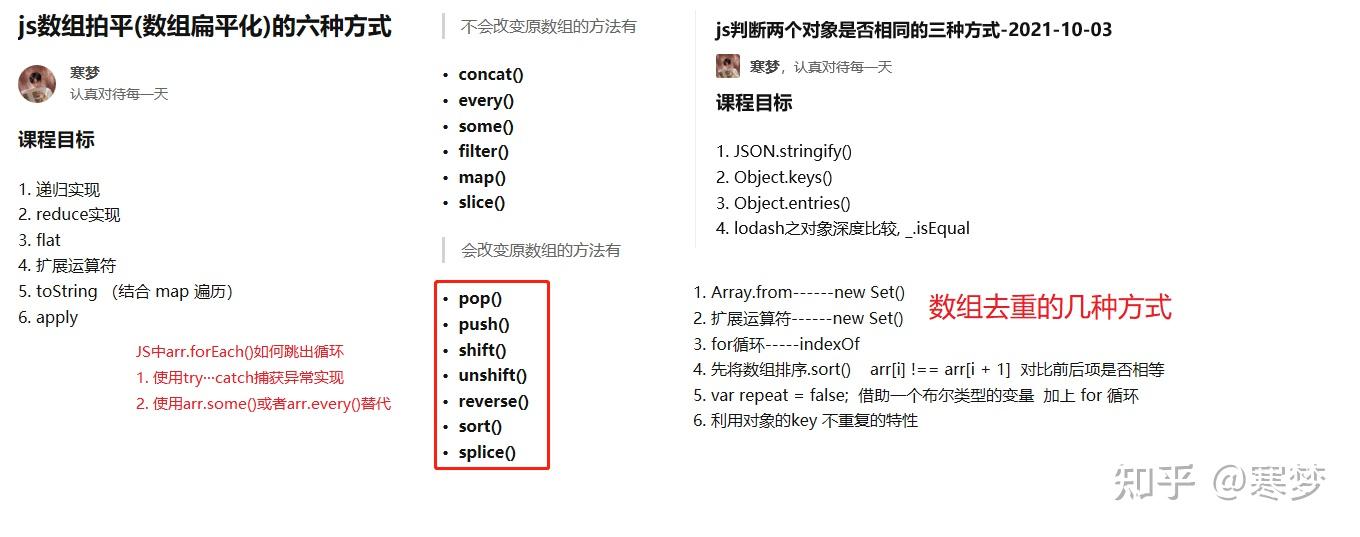 js数组拍平(数组扁平化)的六种方式
寒梦
认真对待每一天
课程目标
1. 递归实现
2. reduce实现
3. flat
4. 扩展运算符
5. toString （结合 map 遍历）
6. apply
JS中arr.forEach()如何跳出循环
1. 使用try···catch捕获异常实现
2. 使用arr.some()或者arr.every()替代
不会改变原数组的方法有
• concat()
• every()
• some()
• filter()
• map()
• slice()
会改变原数组的方法有
• pop()
• push()
• shift()
• unshift()
• reverse()
• sort()
• splice()
js判断两个对象是否相同的三种方式-2021-10-03
寒梦，认真对待每一天
课程目标
1. JSON.stringify()
2. Object.keys()
3. Object.entries()
4. lodash之对象深度比较, _.isEqual
数组去重的几种方式
1. Array.from------new Set()
2. 扩展运算符------new Set()
3. for循环-----indexOf
4. 先将数组排序.sort() arr[i] !== arr[i + 1] 对比前后项是否相等
5. var repeat = false; 借助一个布尔类型的变量 加上 for 循环
6. 利用对象的key 不重复的特性
知乎 @寒梦